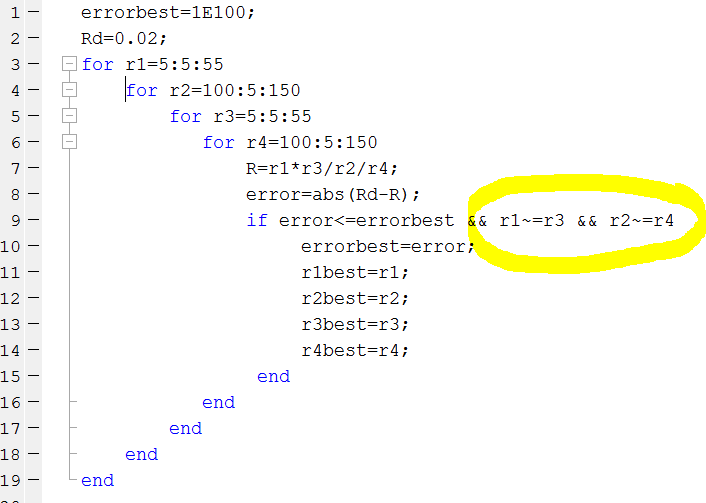 1 errorbest=1E100;
2 Rd=0.02;
3 for r1=5:5:55
4 for r2=100:5:150
5 for r3=5:5:55
6 for r4=100:5:150
7 R=r1*r3/r2/r4;
8 error=abs(Rd-R);
9 if error<=errorbest && r1~=r3 && r2~=r4
10 errorbest=error;
11 r1best=r1;
12 r2best=r2;
13 r3best=r3;
14 r4best=r4;
15 end
16 end
17 end
18 end
19 end